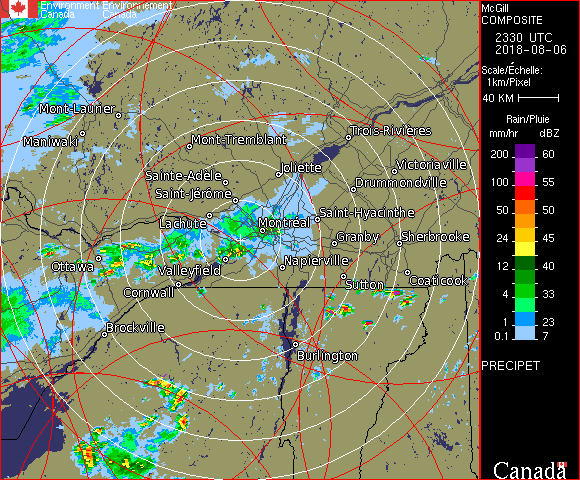 Environment Environnement
Canada Canada
McGill
COMPOSITE
2330 UTC
2018-08-06
Scale/Échelle:
1km/Pixel
40 KM
Rain/Pluie
mm/hr dBZ
200 60
100 55
50 50
24 45
12 40
4 33
1 23
0.1 7
PRECIPET
Canada
Mont-Laurier
Maniwaki
Mont-Tremblant
Trois-Rivières
Joliette
Victoriaville
Sainte-Adèle
Drummondville
Saint-Jérôme
Lachute
Saint-Hyacinthe
Montréal
Granby
Sherbrooke
Ottawa
Valleyfield
Napierville
Sutton
Coaticook
Cornwall
Brockville
Burlington